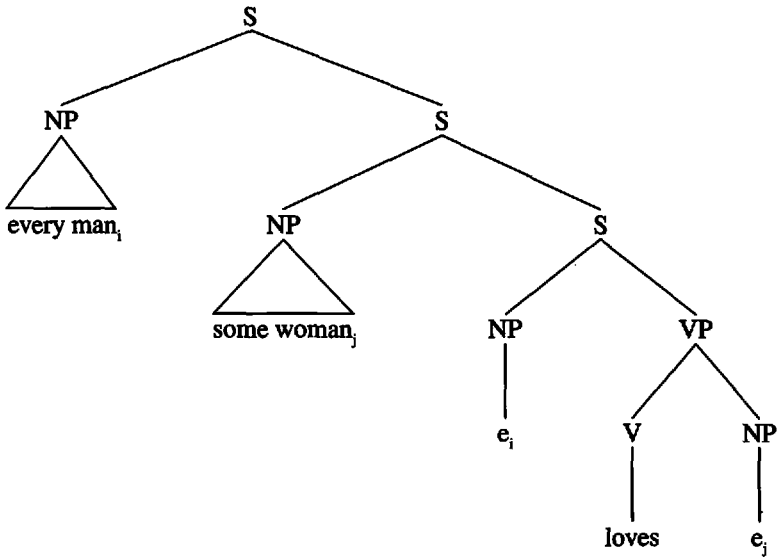 S
NP S
every man_i
NP S
some woman_j
NP VP
e_i V NP
loves e_j